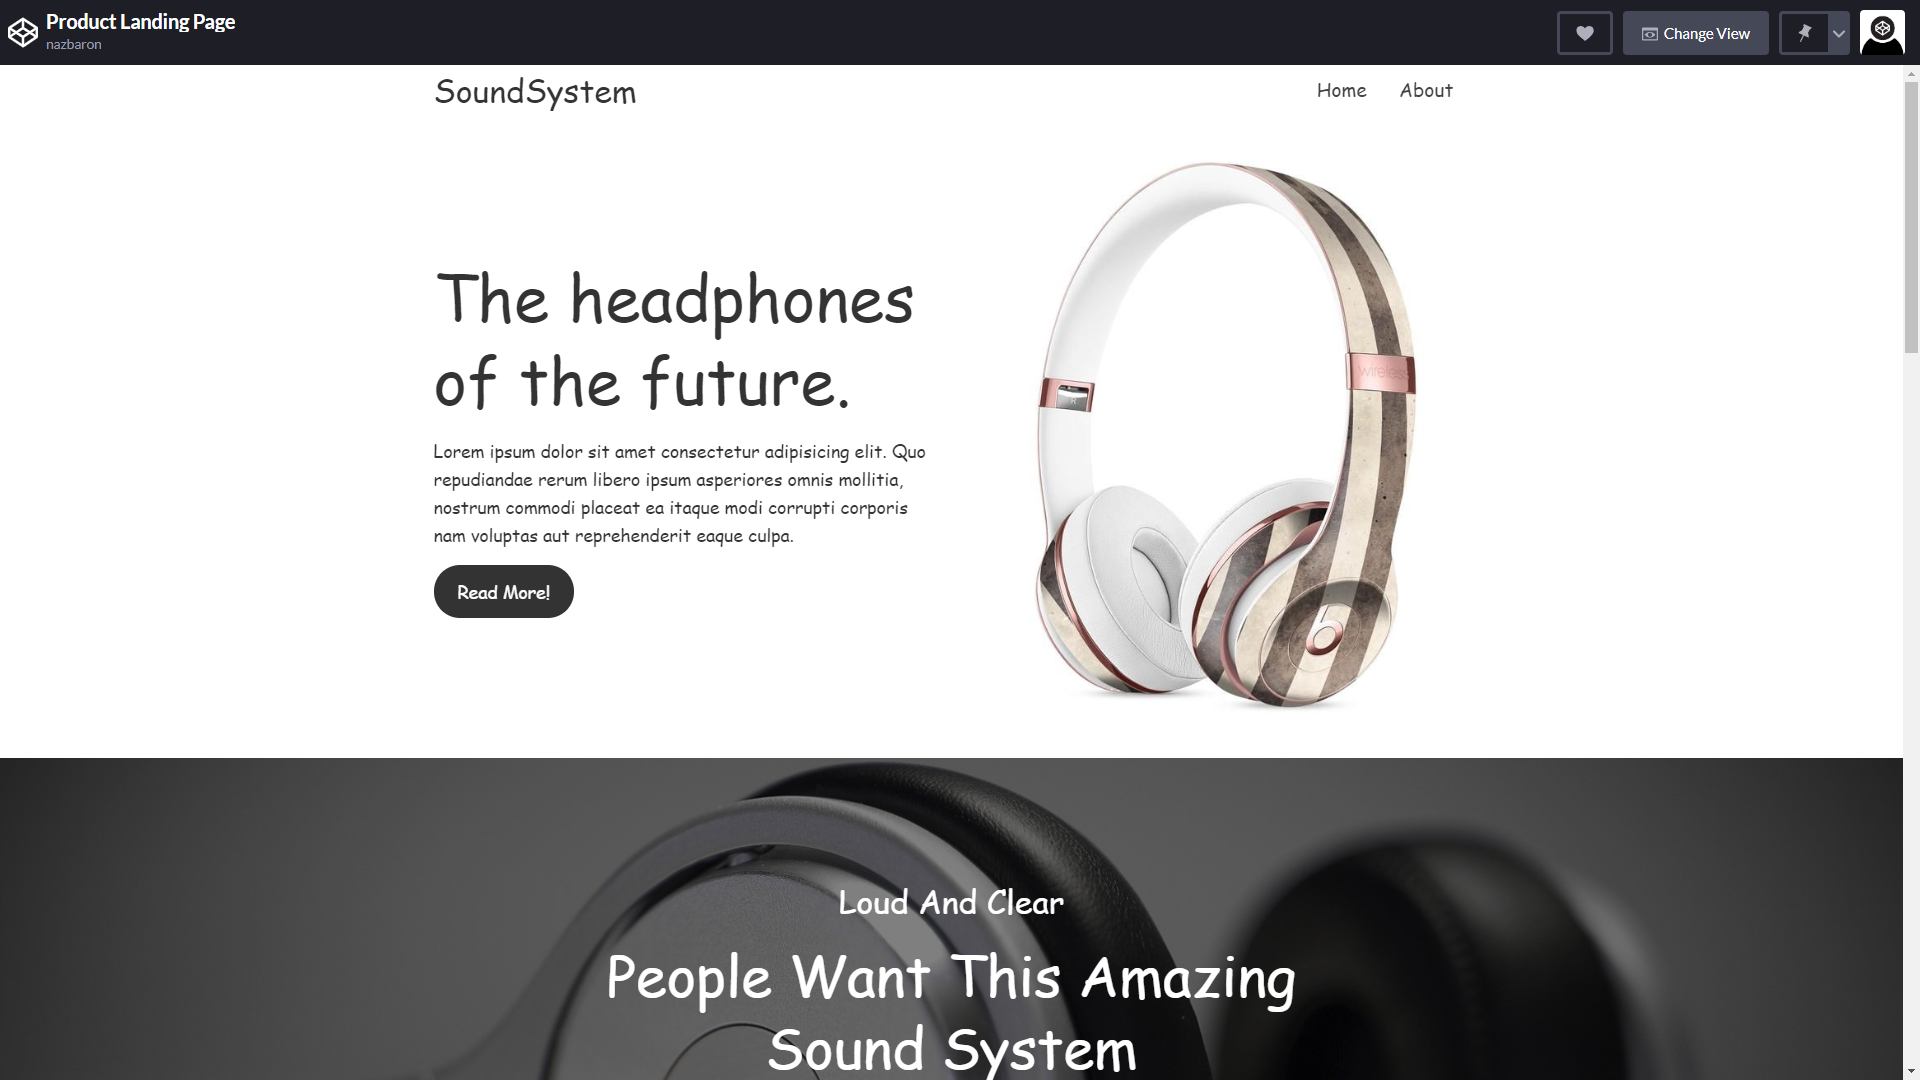 Product Landing Page
nazbaron
Change View
SoundSystem
Home
About
The headphones
of the future.
Lorem ipsum dolor sit amet consectetur adipisicing elit. Quo
repudiandae rerum libero ipsum asperiores omnis mollitia,
nostrum commodi placeat ea itaque modi corrupti corporis
nam voluptas aut reprehenderit eaque culpa.
Read More!
wireless
b
Loud And Clear
People Want This Amazing
Sound System